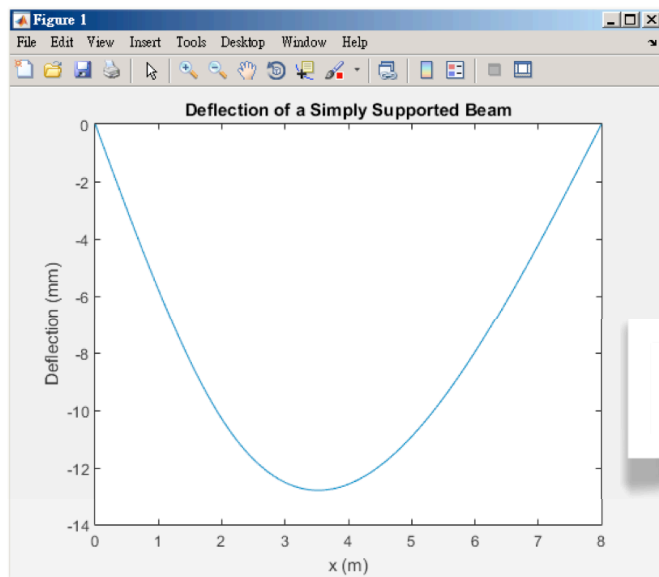 Figure 1
File Edit View Insert Tools Desktop Window Help
Deflection of a Simply Supported Beam
0
-2
-4
-6
-8
-10
-12
-14
Deflection (mm)
0 1 2 3 4 5 6 7 8
x (m)